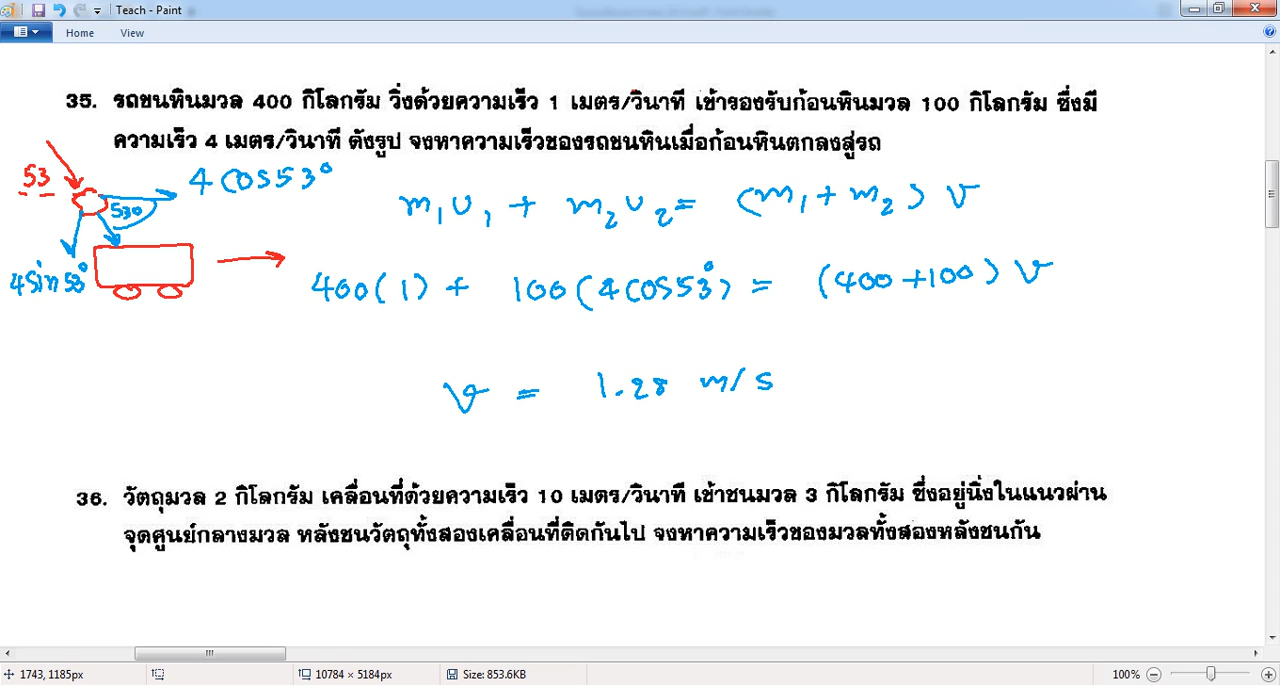 Teach - Paint
Home View
35. รถขนหินมวล 400 กิโลกรัม วิ่งด้วยความเร็ว 1 เมตร/วินาที เข้ารองรับก้อนหินมวล 100 กิโลกรัม ซึ่งมี
ความเร็ว 4 เมตร/วินาที ดังรูป จงหาความเร็วของรถขนหินเมื่อก้อนหินตกลงสู่รถ
53
4 cos53°
53°
4sin53°
m₁u₁ + m₂u₂ = (m₁+m₂) v
400(1) + 100(4cos53°) = (400+100) v
v = 1.28 m/s
36. วัตถุมวล 2 กิโลกรัม เคลื่อนที่ด้วยความเร็ว 10 เมตร/วินาที เข้าชนมวล 3 กิโลกรัม ซึ่งอยู่นิ่งในแนวผ่าน
จุดศูนย์กลางมวล หลังชนวัตถุทั้งสองเคลื่อนที่ติดกันไป จงหาความเร็วของมวลทั้งสองหลังชนกัน
1743, 1185px 10784 × 5184px Size: 853.6KB 100%